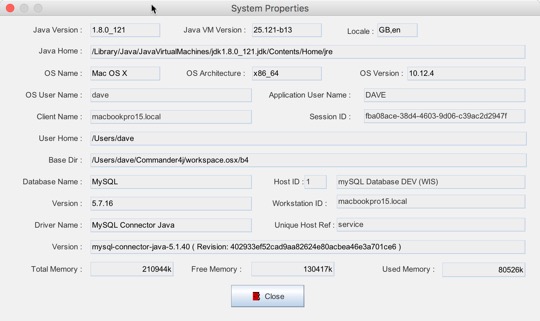 System Properties
Java Version : 1.8.0_121 Java VM Version : 25.121-b13 Locale : GB,en
Java Home : /Library/Java/JavaVirtualMachines/jdk1.8.0_121.jdk/Contents/Home/jre
OS Name : Mac OS X OS Architecture : x86_64 OS Version : 10.12.4
OS User Name : dave Application User Name : DAVE
Client Name : macbookpro15.local Session ID : fba08ace-38d4-4603-9d06-c39ac2d2947f
User Home : /Users/dave
Base Dir : /Users/dave/Commander4j/workspace.osx/b4
Database Name : MySQL Host ID : 1 mySQL Database DEV (WIS)
Version : 5.7.16 Workstation ID : macbookpro15.local
Driver Name : MySQL Connector Java Unique Host Ref : service
Version : mysql-connector-java-5.1.40 ( Revision: 402933ef52cad9aa82624e80acbea46e3a701ce6 )
Total Memory : 210944k Free Memory : 130417k Used Memory : 80526k
Close